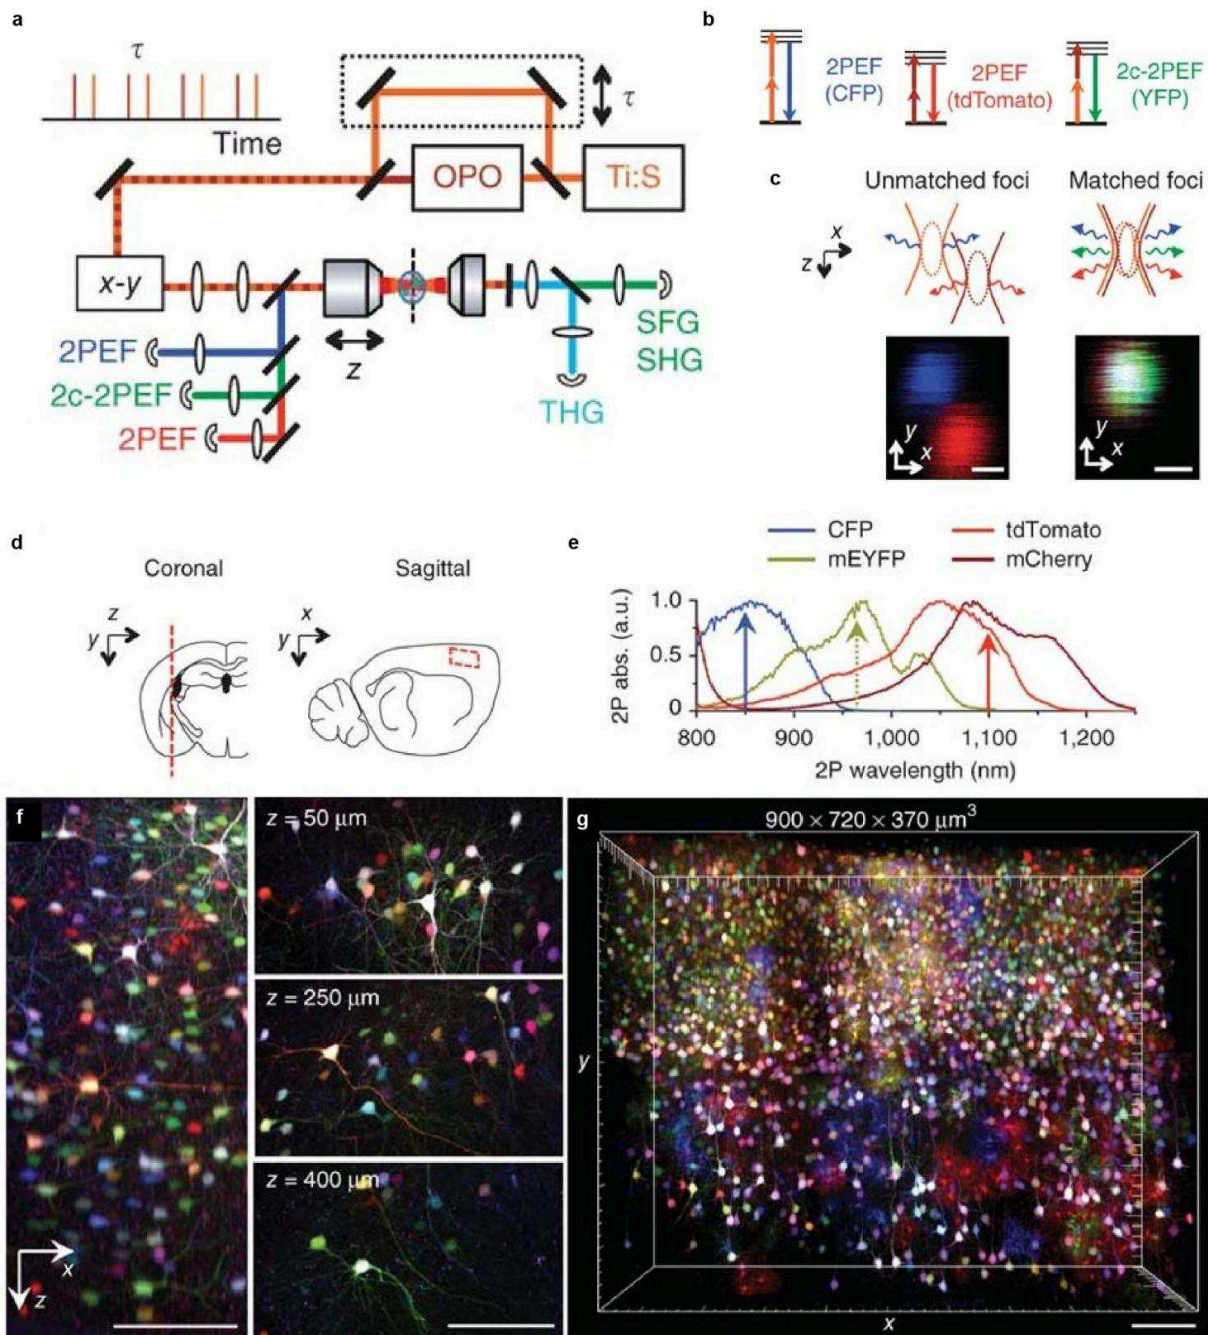 a
τ
Time
τ
OPO
Ti:S
x-y
z
2PEF
2c-2PEF
2PEF
SFG
SHG
THG
b
2PEF
(CFP)
2PEF
(tdTomato)
2c-2PEF
(YFP)
c
Unmatched foci
Matched foci
x
z
y
x
y
x
d
Coronal
Sagittal
z
y
x
y
e
CFP
tdTomato
mEYFP
mCherry
2P abs. (a.u.)
1.0
0.5
0
800
900
1,000
1,100
1,200
2P wavelength (nm)
f
x
z
z = 50 μm
z = 250 μm
z = 400 μm
g
900 × 720 × 370 μm³
y
x